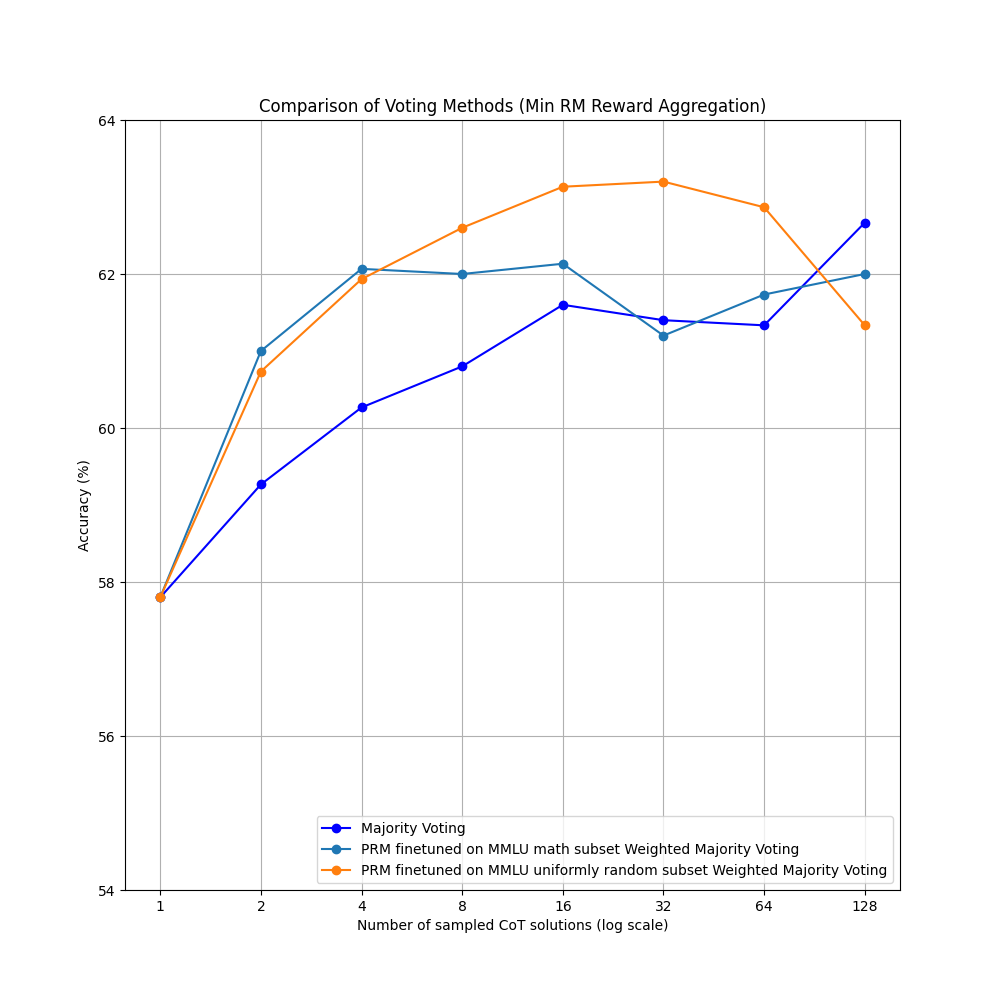 Comparison of Voting Methods (Min RM Reward Aggregation)
64
62
60
58
56
54
Accuracy (%)
Majority Voting
PRM finetuned on MMLU math subset Weighted Majority Voting
PRM finetuned on MMLU uniformly random subset Weighted Majority Voting
1 2 4 8 16 32 64 128
Number of sampled CoT solutions (log scale)